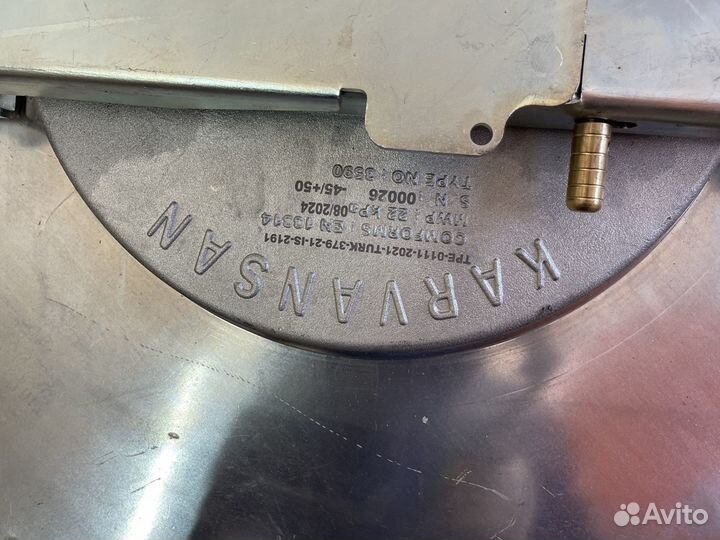 KARVANSAN
TPE-0111-2021-TURK-379-21-IS-2191
CONFORMS : EN 13314
MWP : 22 kPa 08/2024
S / N : 00026 -45/+50
TYPE NO : 3590
Avito